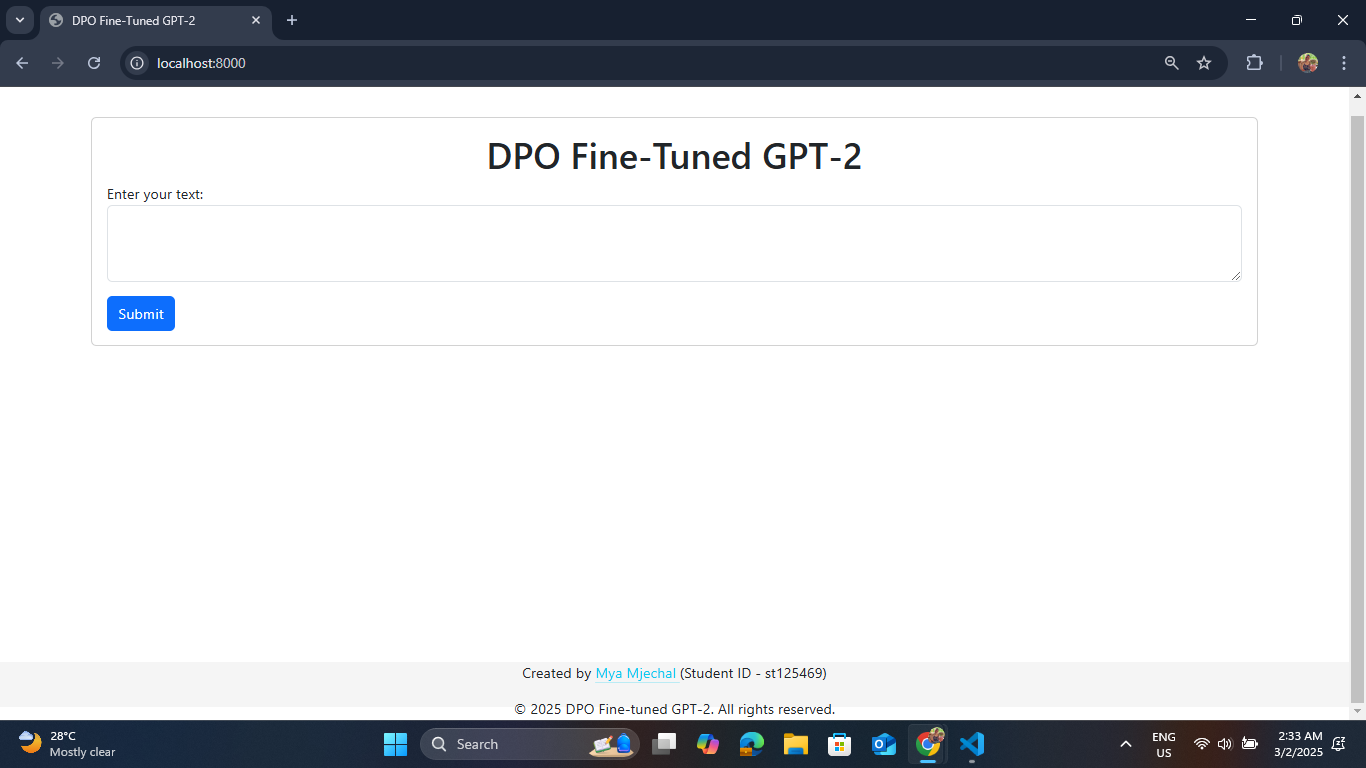 DPO Fine-Tuned GPT-2
localhost:8000
DPO Fine-Tuned GPT-2
Enter your text:
Submit
Created by Mya Mjechal (Student ID - st125469)
© 2025 DPO Fine-tuned GPT-2. All rights reserved.
28°C
Mostly clear
Search
ENG
US
2:33 AM
3/2/2025